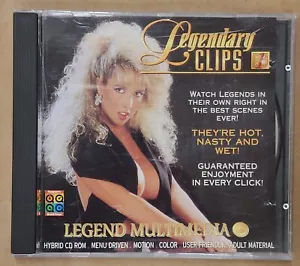 Legendary
CLIPS
WATCH LEGENDS IN
THEIR OWN RIGHT IN
THE BEST SCENES
EVER!
THEY'RE HOT,
NASTY AND
WET!
GUARANTEED
ENJOYMENT
IN EVERY CLICK!
LEGEND MULTIMEDIA
HYBRID CD ROM MENU DRIVEN MOTION COLOR USER FRIENDLY ADULT MATERIAL